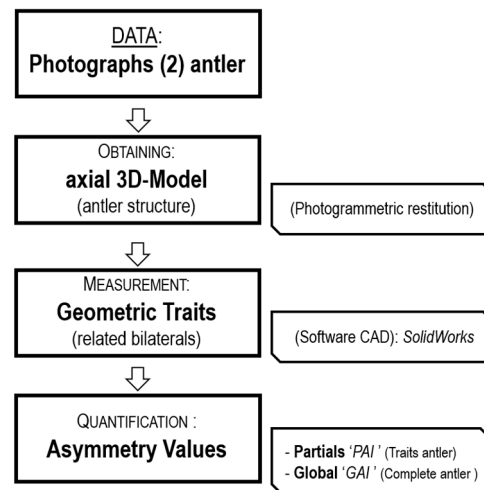 DATA:
Photographs (2) antler
OBTAINING:
axial 3D-Model
(antler structure)
(Photogrammetric restitution)
MEASUREMENT:
Geometric Traits
(related bilaterals)
(Software CAD): SolidWorks
QUANTIFICATION :
Asymmetry Values
- Partials ‘PAI ’ (Traits antler)
- Global ‘GAI ’ (Complete antler )